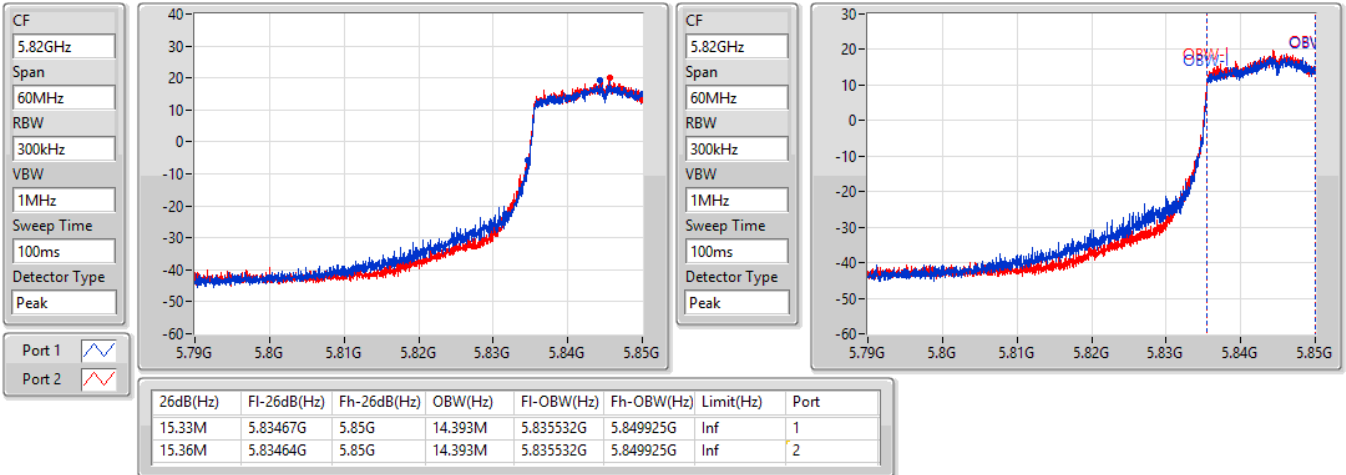 CF
5.82GHz
Span
60MHz
RBW
300kHz
VBW
1MHz
Sweep Time
100ms
Detector Type
Peak
Port 1
Port 2
40
30
20
10
0
-10
-20
-30
-40
-50
-60
5.79G 5.8G 5.81G 5.82G 5.83G 5.84G 5.85G
CF
5.82GHz
Span
60MHz
RBW
300kHz
VBW
1MHz
Sweep Time
100ms
Detector Type
Peak
30
20
10
0
-10
-20
-30
-40
-50
-60
OBW-l
OBW
5.79G 5.8G 5.81G 5.82G 5.83G 5.84G 5.85G
26dB(Hz) Fl-26dB(Hz) Fh-26dB(Hz) OBW(Hz) Fl-OBW(Hz) Fh-OBW(Hz) Limit(Hz) Port
15.33M 5.83467G 5.85G 14.393M 5.835532G 5.849925G Inf 1
15.36M 5.83464G 5.85G 14.393M 5.835532G 5.849925G Inf 2